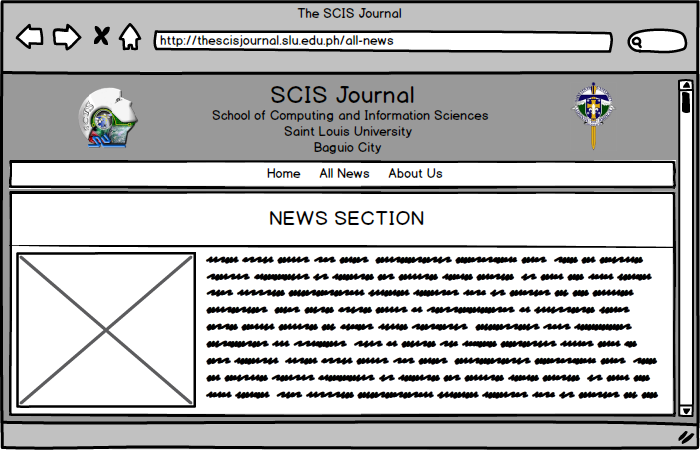 The SCIS Journal
http://thescisjournal.slu.edu.ph/all-news
SCIS Journal
School of Computing and Information Sciences
Saint Louis University
Baguio City
Home All News About Us
NEWS SECTION